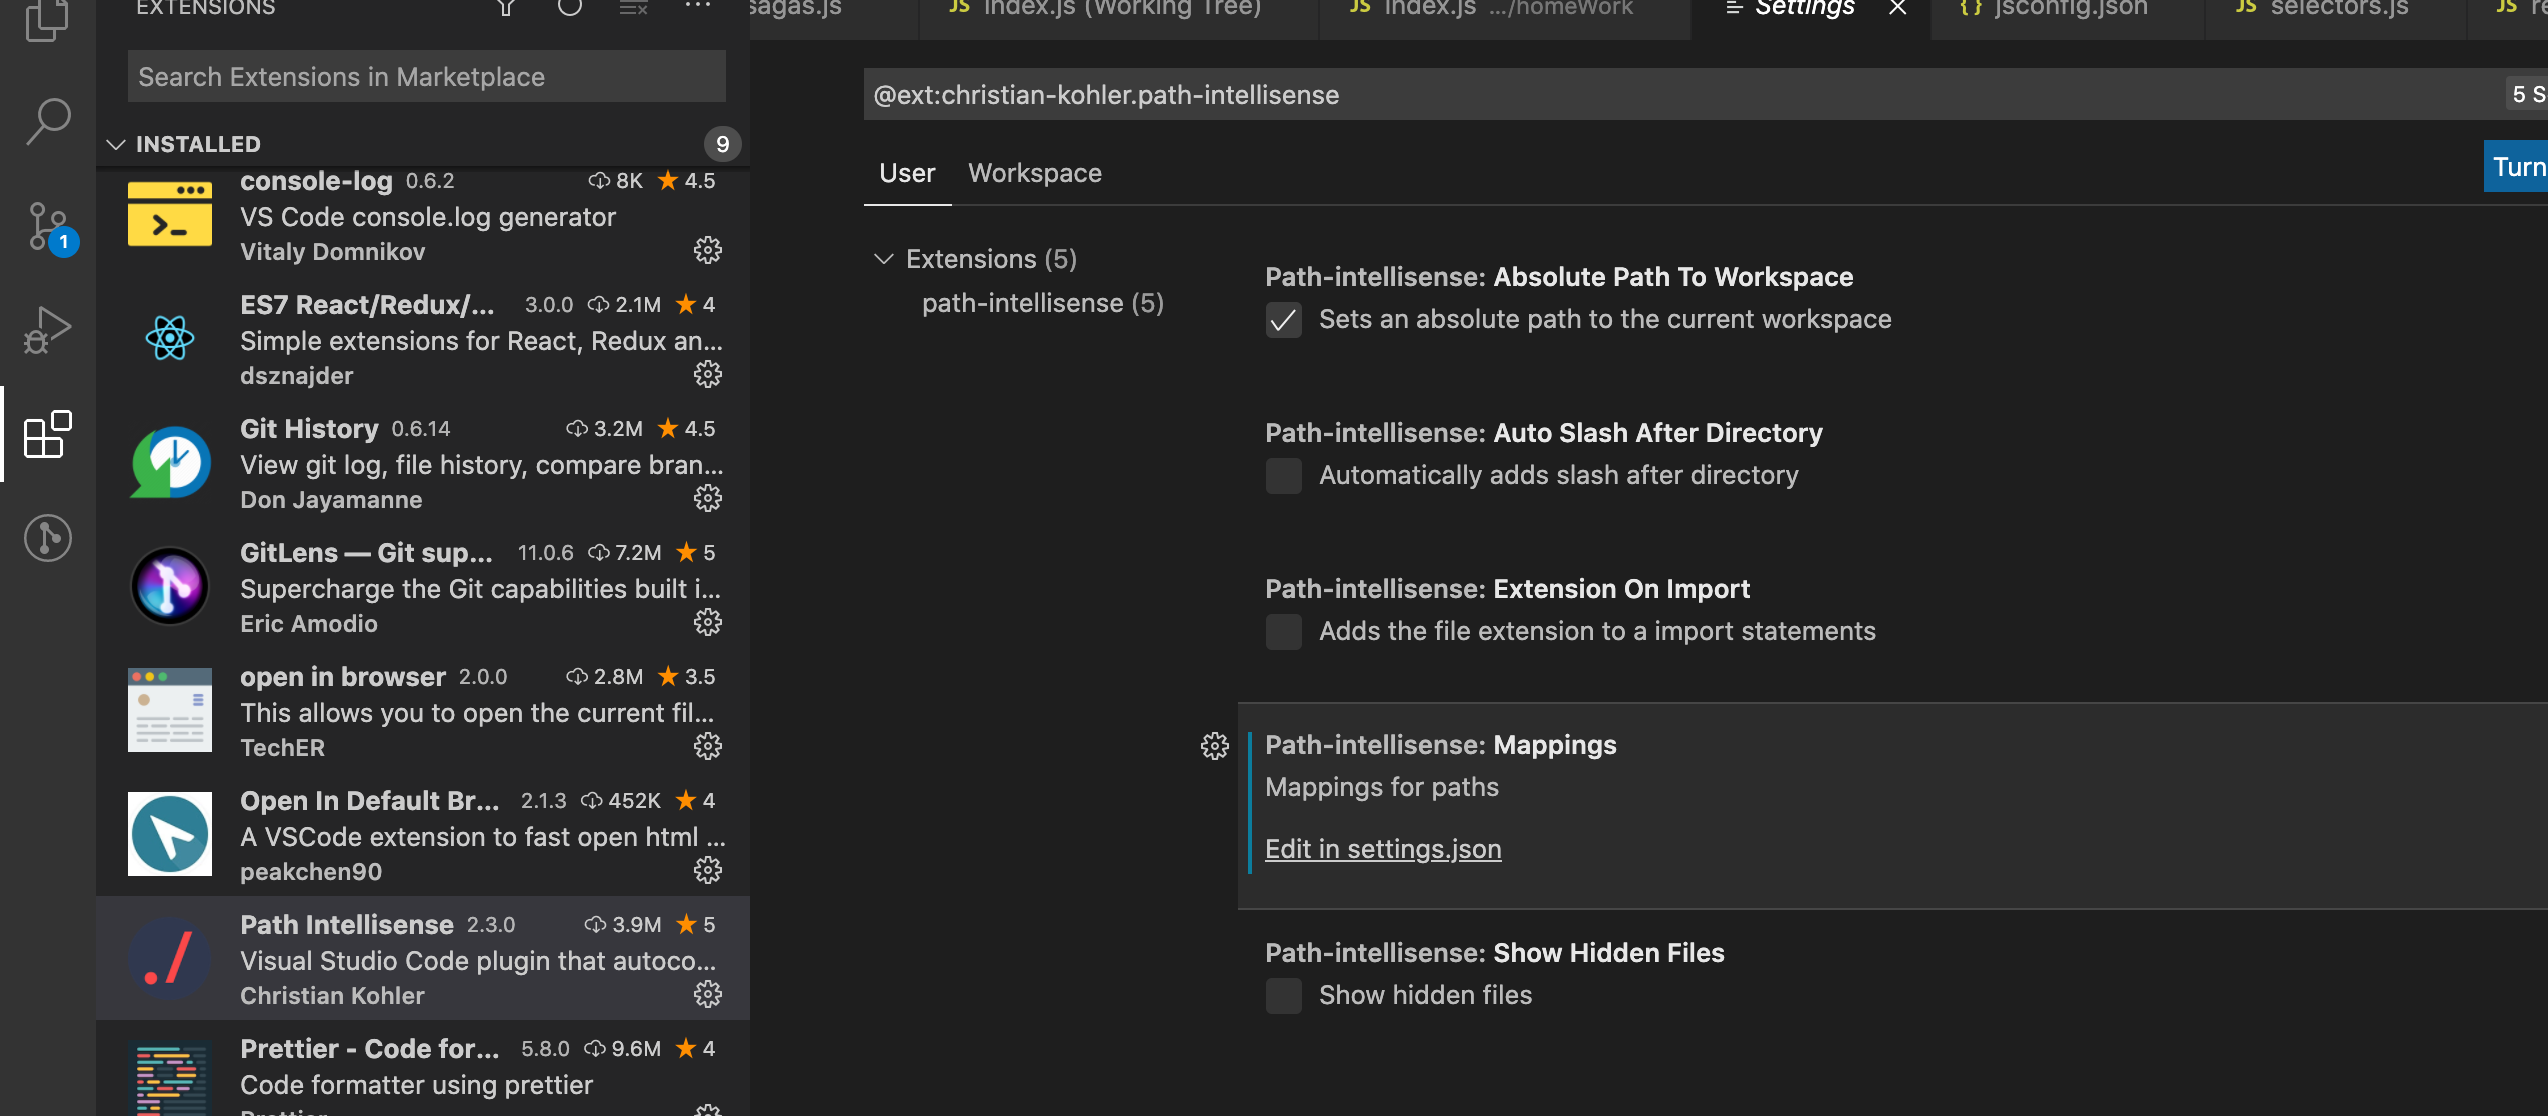 EXTENSIONS
Search Extensions in Marketplace
INSTALLED 9
console-log 0.6.2 8K 4.5
VS Code console.log generator
Vitaly Domnikov
ES7 React/Redux/... 3.0.0 2.1M 4
Simple extensions for React, Redux an...
dsznajder
Git History 0.6.14 3.2M 4.5
View git log, file history, compare bran...
Don Jayamanne
GitLens — Git sup... 11.0.6 7.2M 5
Supercharge the Git capabilities built i...
Eric Amodio
open in browser 2.0.0 2.8M 3.5
This allows you to open the current fil...
TechER
Open In Default Br... 2.1.3 452K 4
A VSCode extension to fast open html ...
peakchen90
Path Intellisense 2.3.0 3.9M 5
Visual Studio Code plugin that autoco...
Christian Kohler
Prettier - Code for... 5.8.0 9.6M 4
Code formatter using prettier
Prettier
1
sagas.js
JS index.js (Working Tree)
JS index.js .../homeWork
Settings
{} jsconfig.json
JS selectors.js
JS re
@ext:christian-kohler.path-intellisense
5 S
User Workspace
Turn
Extensions (5)
path-intellisense (5)
Path-intellisense: Absolute Path To Workspace
Sets an absolute path to the current workspace
Path-intellisense: Auto Slash After Directory
Automatically adds slash after directory
Path-intellisense: Extension On Import
Adds the file extension to a import statements
Path-intellisense: Mappings
Mappings for paths
Edit in settings.json
Path-intellisense: Show Hidden Files
Show hidden files